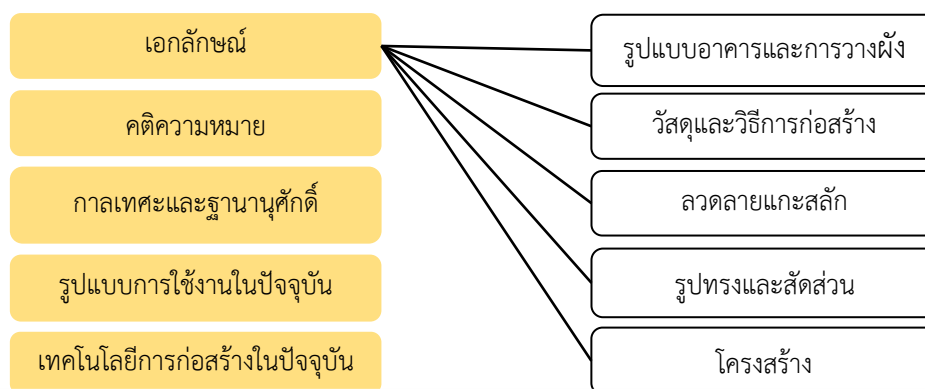 เอกลักษณ์
คติความหมาย
กาลเทศะและฐานานุศักดิ์
รูปแบบการใช้งานในปัจจุบัน
เทคโนโลยีการก่อสร้างในปัจจุบัน
รูปแบบอาคารและการวางผัง
วัสดุและวิธีการก่อสร้าง
ลวดลายแกะสลัก
รูปทรงและสัดส่วน
โครงสร้าง